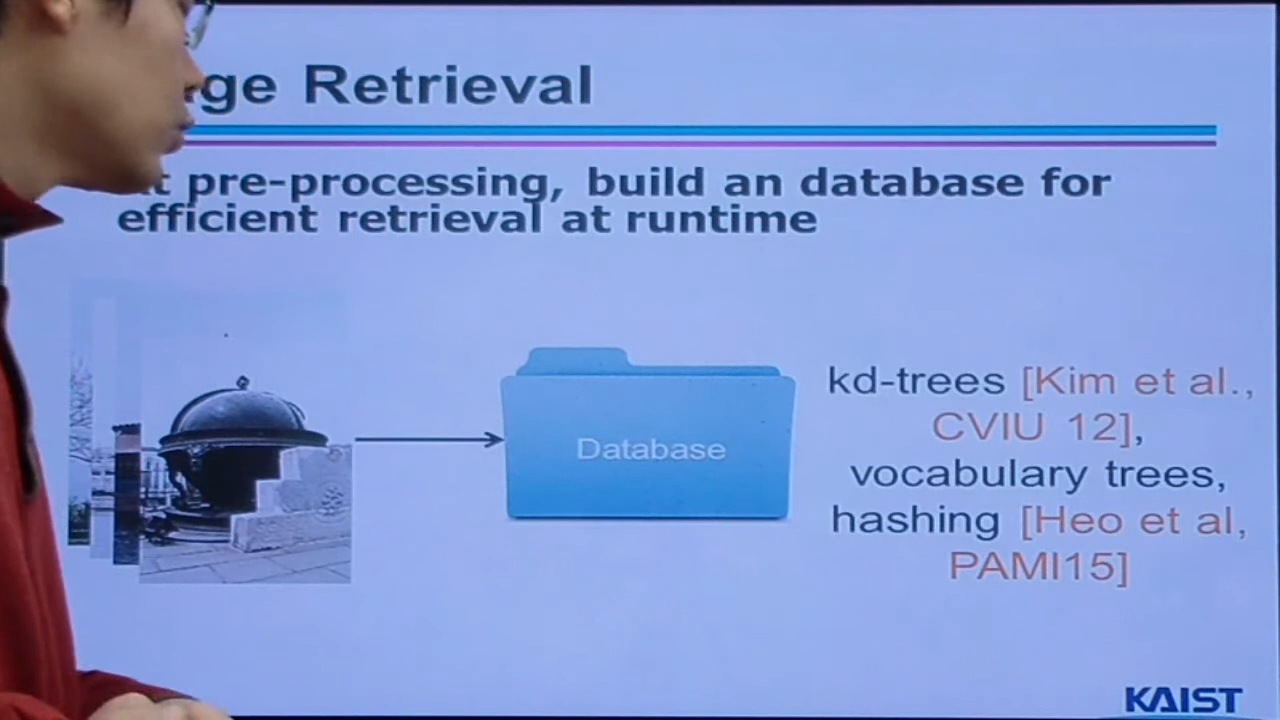 Retrieval
pre-processing, build an database for
efficient retrieval at runtime
Database
kd-trees [Kim et al.,
CVIU 12],
vocabulary trees,
hashing [Heo et al,
PAMI15]
KAIST